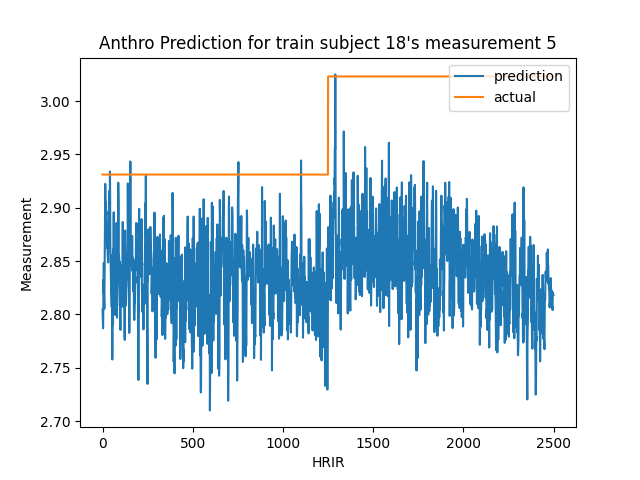 Anthro Prediction for train subject 18's measurement 5
prediction
actual
Measurement
3.00
2.95
2.90
2.85
2.80
2.75
2.70
0 500 1000 1500 2000 2500
HRIR